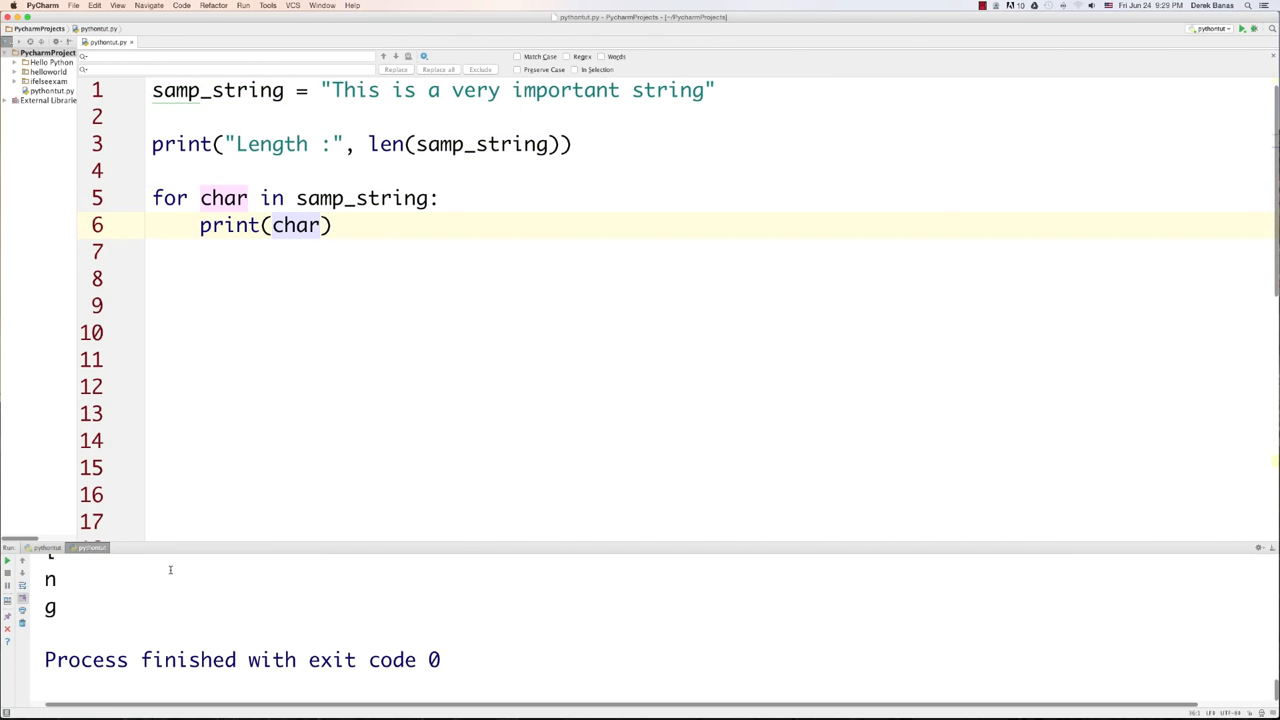 PyCharm File Edit View Navigate Code Refactor Run Tools VCS Window Help Fri Jun 24 9:29 PM Derek Banas
pythontut.py - PycharmProjects - [~/PycharmProjects]
PycharmProjects pythontut.py pythontut
pythontut.py ×
PycharmProject
Hello Python
helloworld
ifelseexam
pythontut.py
External Librarie
Match Case Regex Words
Replace Replace all Exclude Preserve Case In Selection
1 samp_string = "This is a very important string"
2
3 print("Length :", len(samp_string))
4
5 for char in samp_string:
6 print(char)
7
8
9
10
11
12
13
14
15
16
17
Run: pythontut pythontut
n
g
Process finished with exit code 0
UTF-8